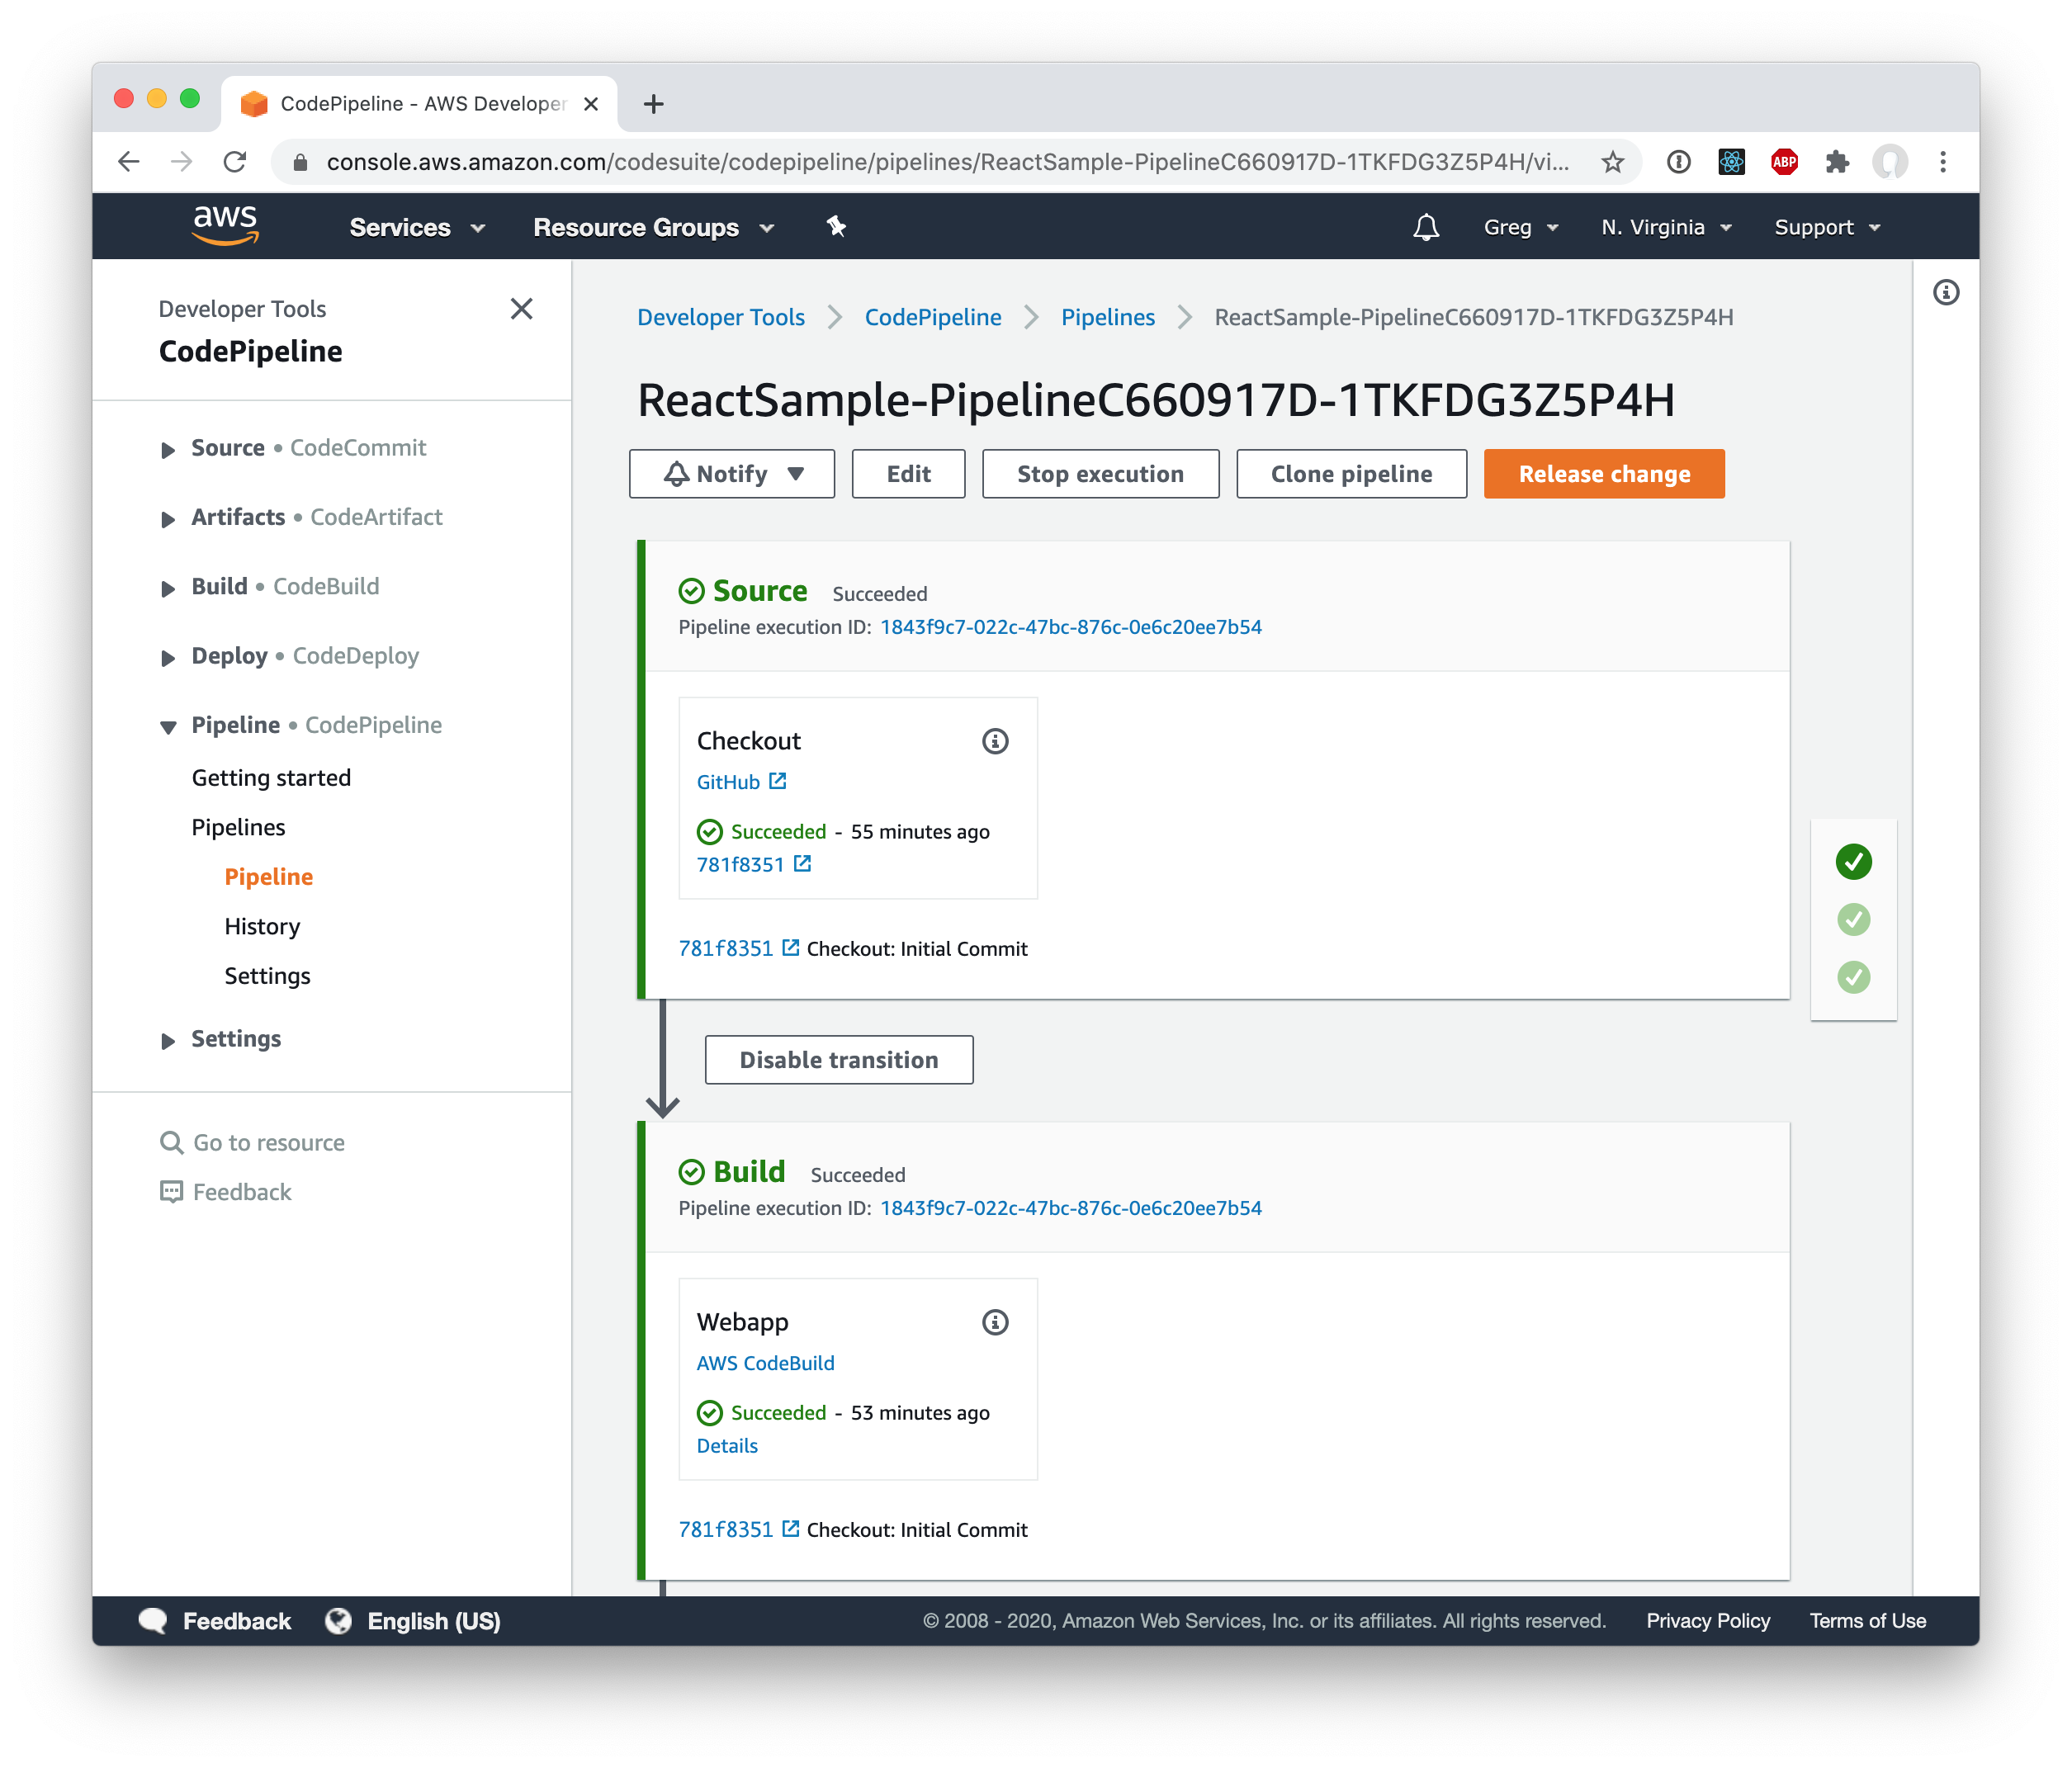 CodePipeline - AWS Developer
console.aws.amazon.com/codesuite/codepipeline/pipelines/ReactSample-PipelineC660917D-1TKFDG3Z5P4H/vi...
ABP
aws
Services
Resource Groups
Greg
N. Virginia
Support
Developer Tools
CodePipeline
Source • CodeCommit
Artifacts • CodeArtifact
Build • CodeBuild
Deploy • CodeDeploy
Pipeline • CodePipeline
Getting started
Pipelines
Pipeline
History
Settings
Settings
Go to resource
Feedback
Developer Tools > CodePipeline > Pipelines > ReactSample-PipelineC660917D-1TKFDG3Z5P4H
ReactSample-PipelineC660917D-1TKFDG3Z5P4H
Notify
Edit
Stop execution
Clone pipeline
Release change
Source Succeeded
Pipeline execution ID: 1843f9c7-022c-47bc-876c-0e6c20ee7b54
Checkout
GitHub
Succeeded - 55 minutes ago
781f8351
781f8351 Checkout: Initial Commit
Disable transition
Build Succeeded
Pipeline execution ID: 1843f9c7-022c-47bc-876c-0e6c20ee7b54
Webapp
AWS CodeBuild
Succeeded - 53 minutes ago
Details
781f8351 Checkout: Initial Commit
Feedback
English (US)
© 2008 - 2020, Amazon Web Services, Inc. or its affiliates. All rights reserved.
Privacy Policy
Terms of Use